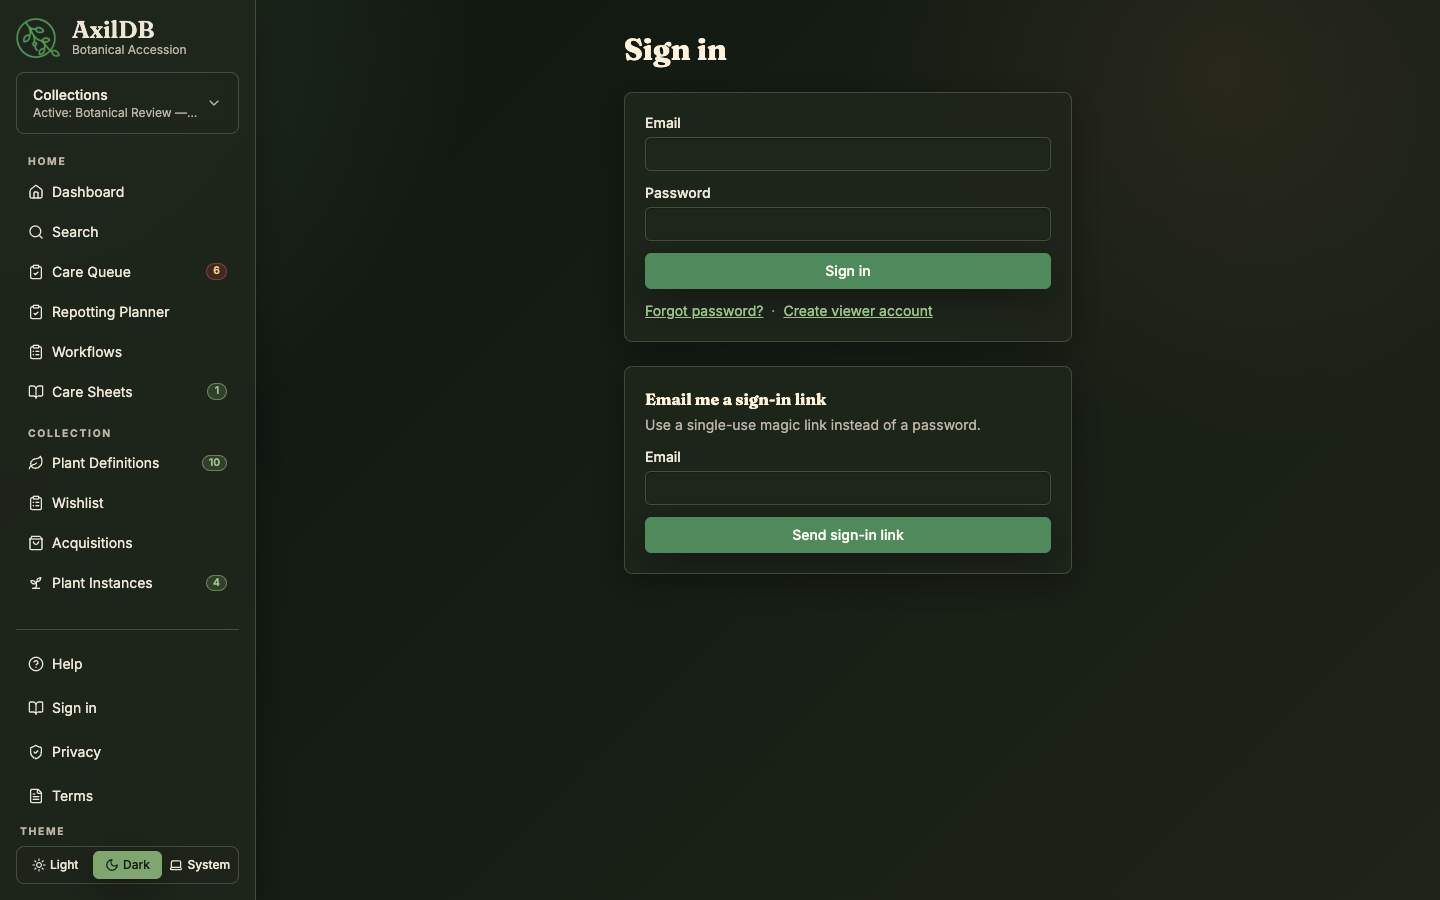 AxilDB
Botanical Accession
Collections
Active: Botanical Review —...
HOME
Dashboard
Search
Care Queue 6
Repotting Planner
Workflows
Care Sheets 1
COLLECTION
Plant Definitions 10
Wishlist
Acquisitions
Plant Instances 4
Help
Sign in
Privacy
Terms
THEME
Light Dark System
Sign in
Email
Password
Sign in
Forgot password? · Create viewer account
Email me a sign-in link
Use a single-use magic link instead of a password.
Email
Send sign-in link